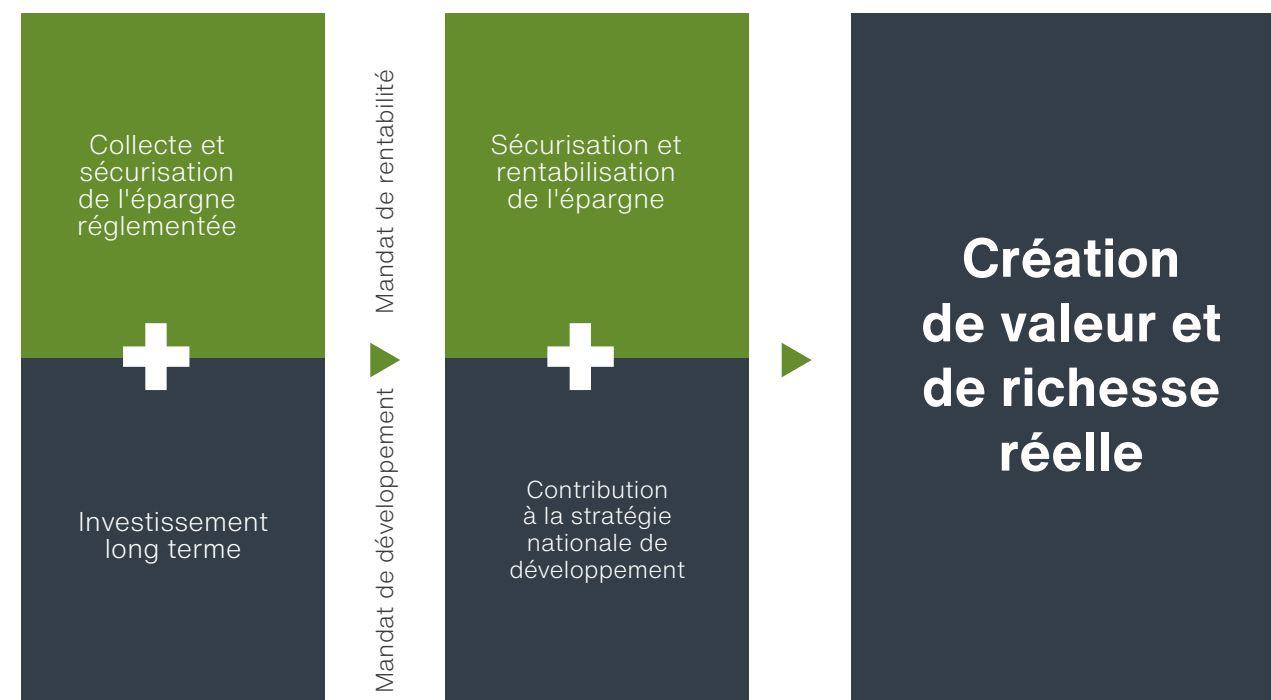 Collecte et
sécurisation
de l'épargne
réglementée
Investissement
long terme
Mandat de rentabilité
Mandat de développement
Sécurisation et
rentabilisation
de l'épargne
Contribution
à la stratégie
nationale de
développement
Création
de valeur et
de richesse
réelle